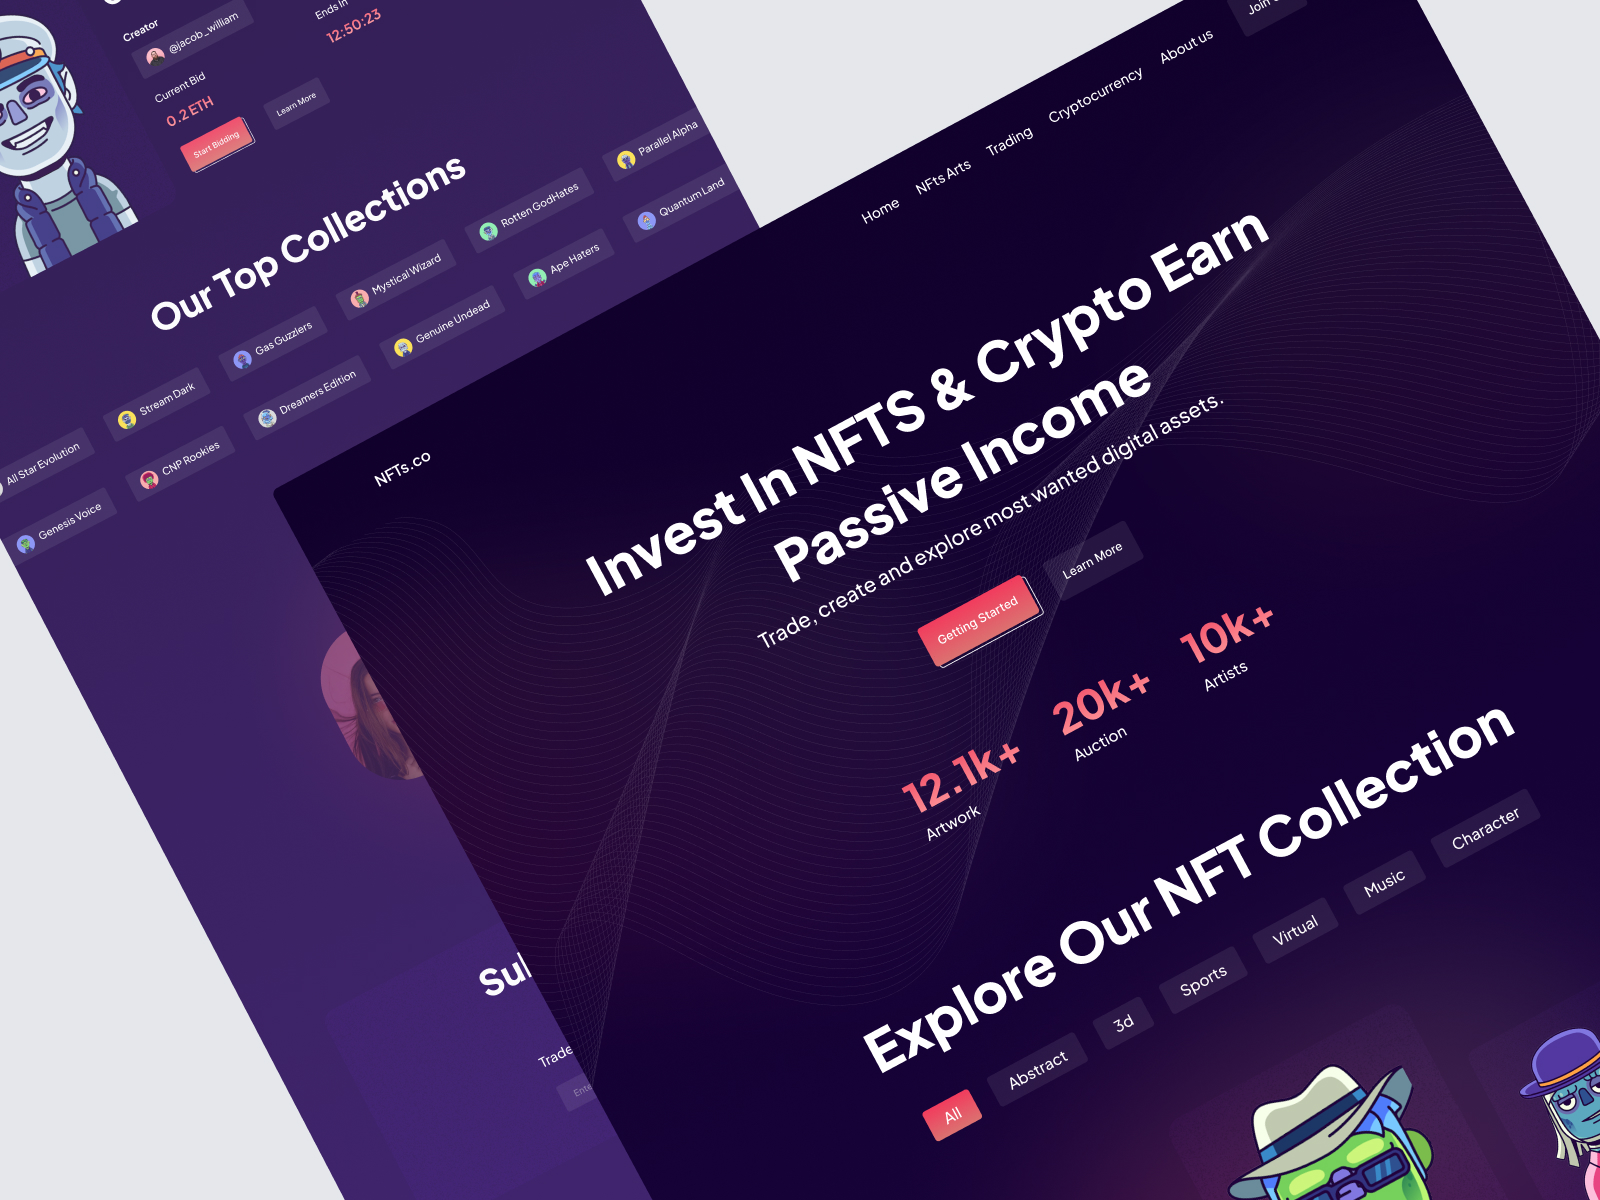 Creator
@jacob_william
Ends In
12:50:23
Current Bid
0.2 ETH
Start Bidding
Learn More
Our Top Collections
All Star Evolution
Stream Dark
Gas Guzzlers
Mystical Wizard
Rotten GodHates
Parallel Alpha
Genesis Voice
CNP Rookies
Dreamers Edition
Genuine Undead
Ape Haters
Quantum Land
Trade
NFTs.co
Home
NFts Arts
Trading
Cryptocurrency
About us
Join
Invest In NFTS & Crypto Earn
Passive Income
Trade, create and explore most wanted digital assets.
Getting Started
Learn More
12.1k+
Artwork
20k+
Auction
10k+
Artists
Explore Our NFT Collection
All
Abstract
3d
Sports
Virtual
Music
Character